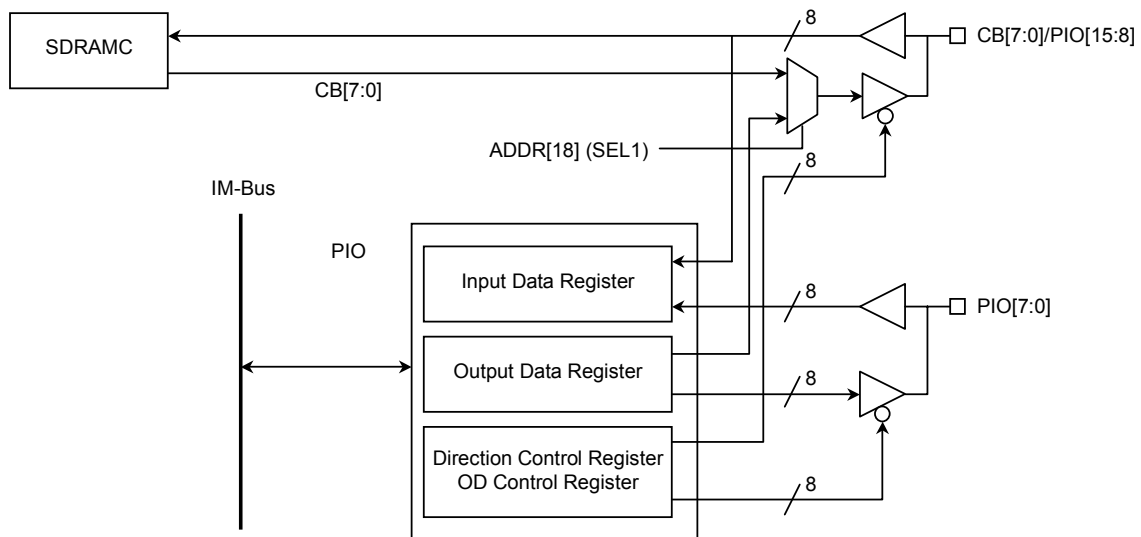 8
SDRAMC
CB[7:0]/PIO[15:8]
CB[7:0]
ADDR[18] (SEL1)
8
IM-Bus
PIO
Input Data Register
8
PIO[7:0]
Output Data Register
8
Direction Control Register
OD Control Register
8